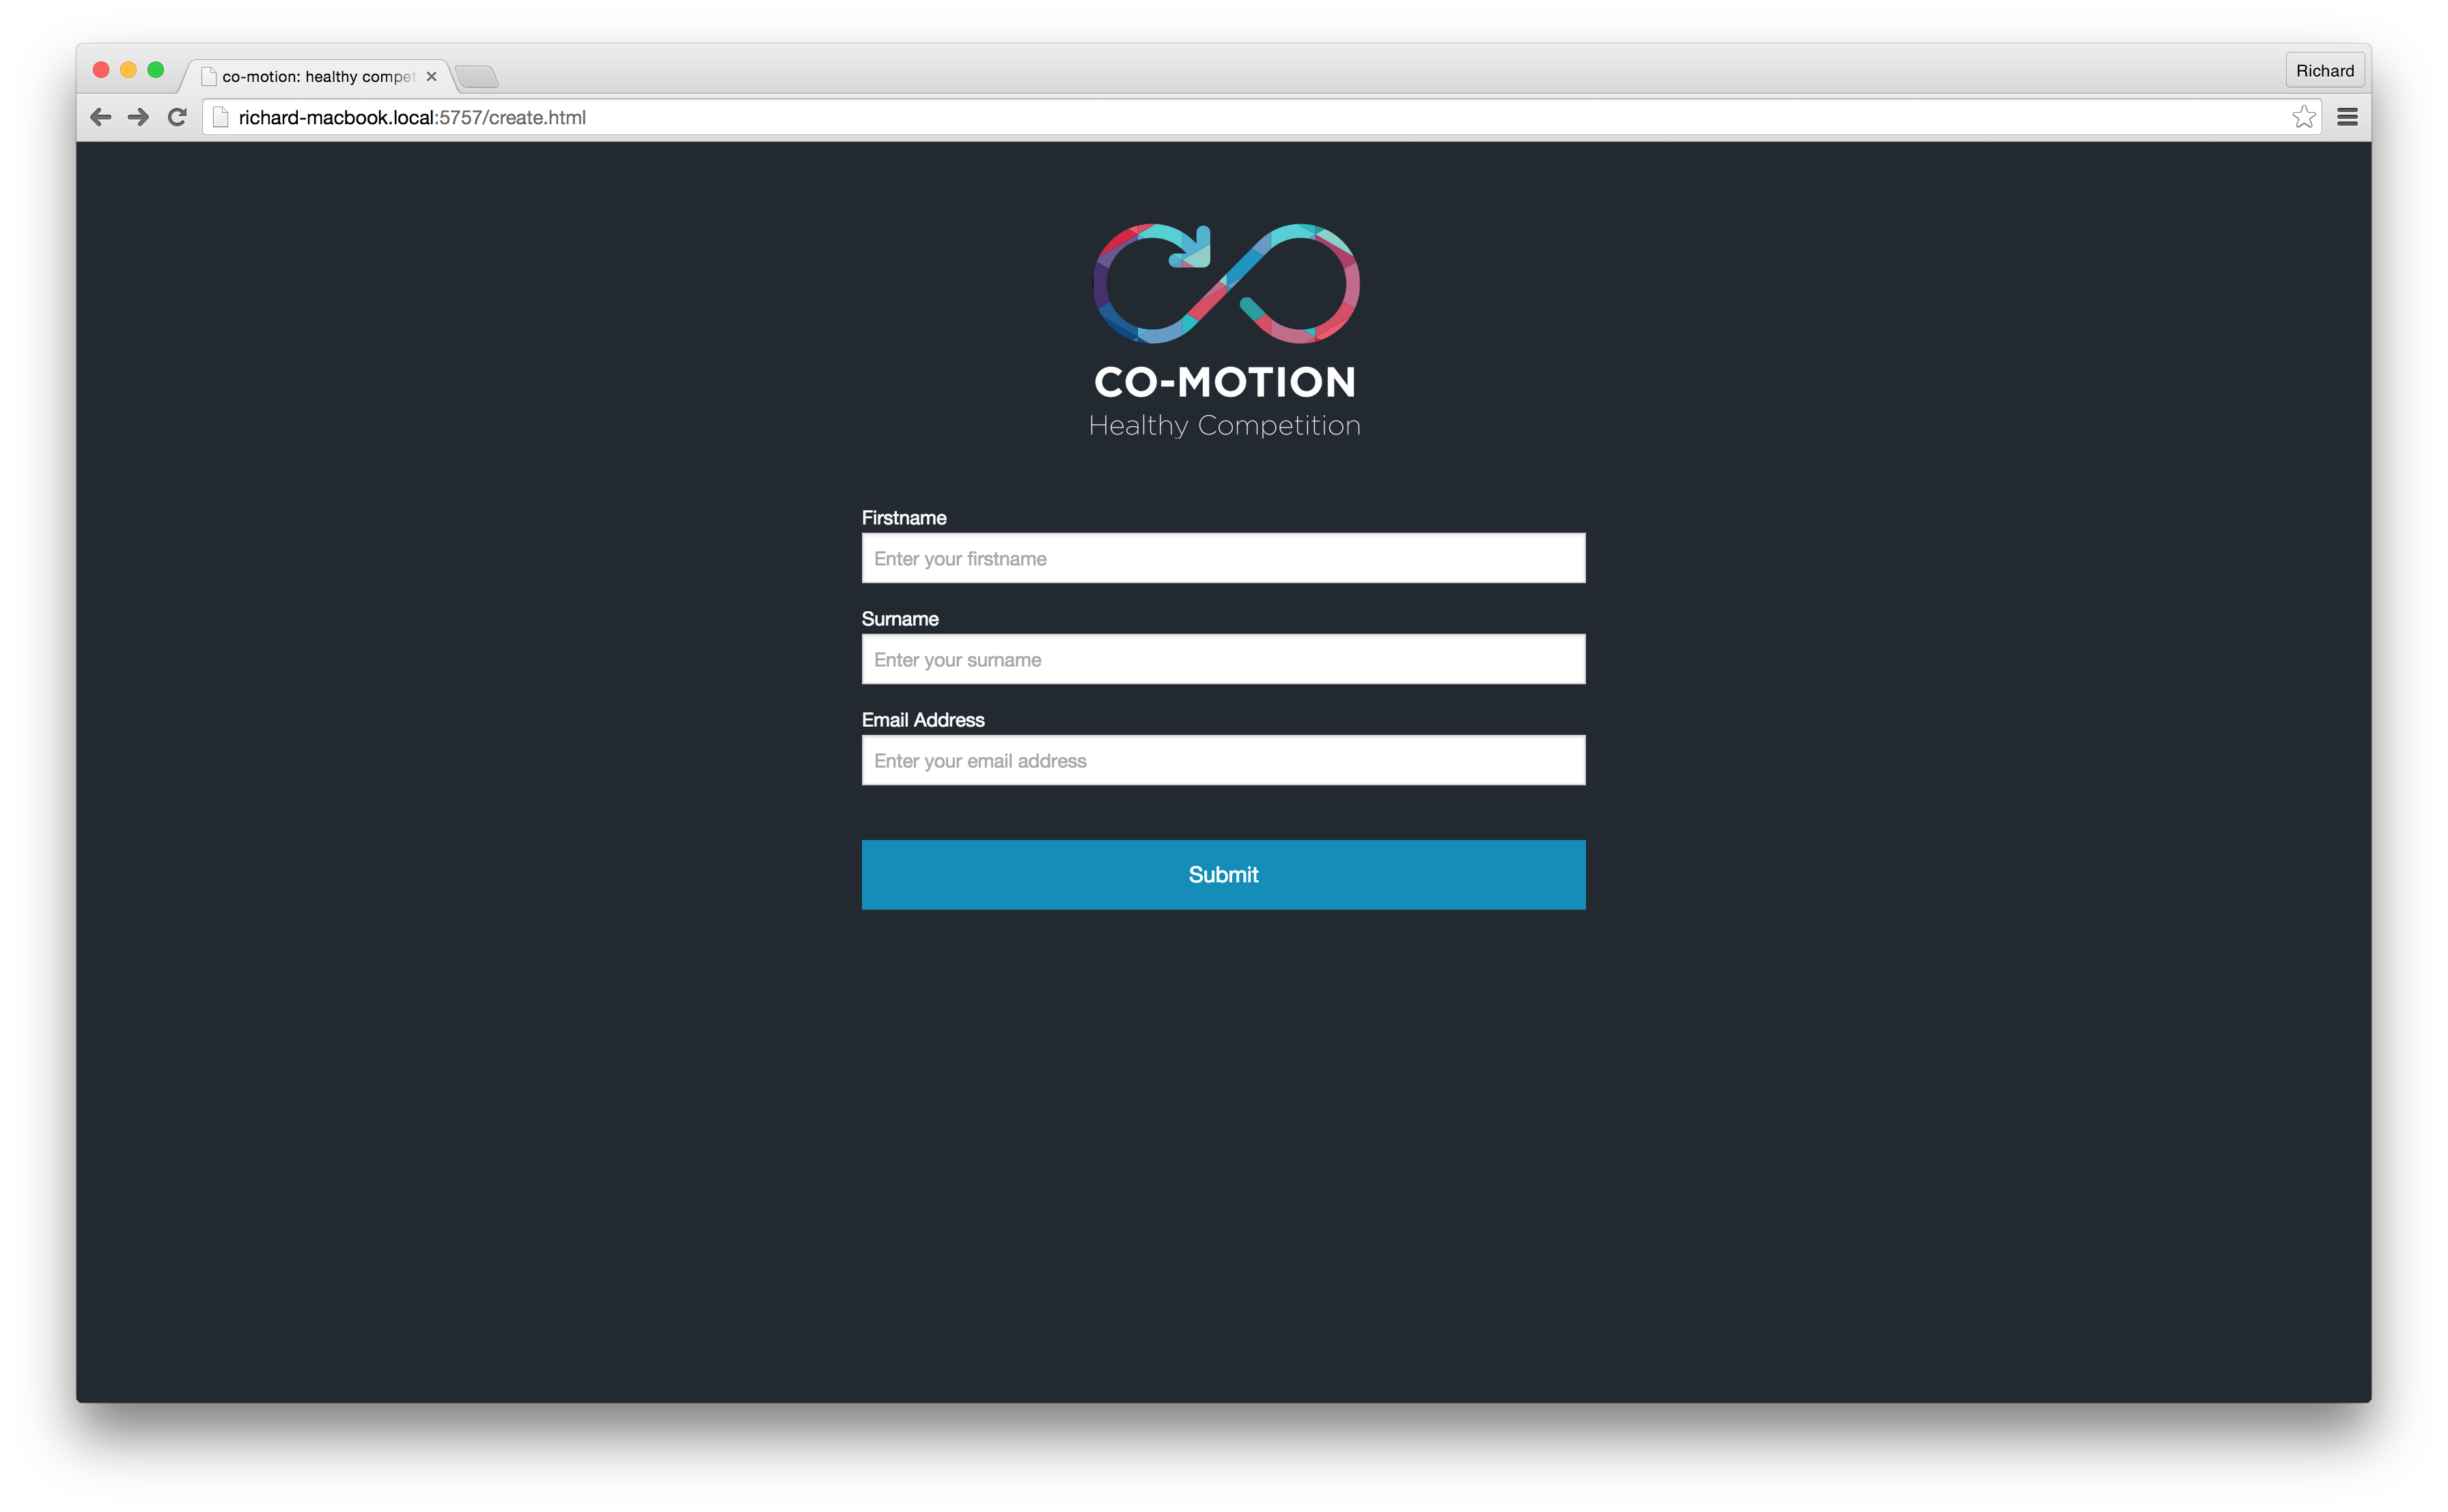 co-motion: healthy compet
Richard
richard-macbook.local:5757/create.html
CO-MOTION
Healthy Competition
Firstname
Enter your firstname
Surname
Enter your surname
Email Address
Enter your email address
Submit